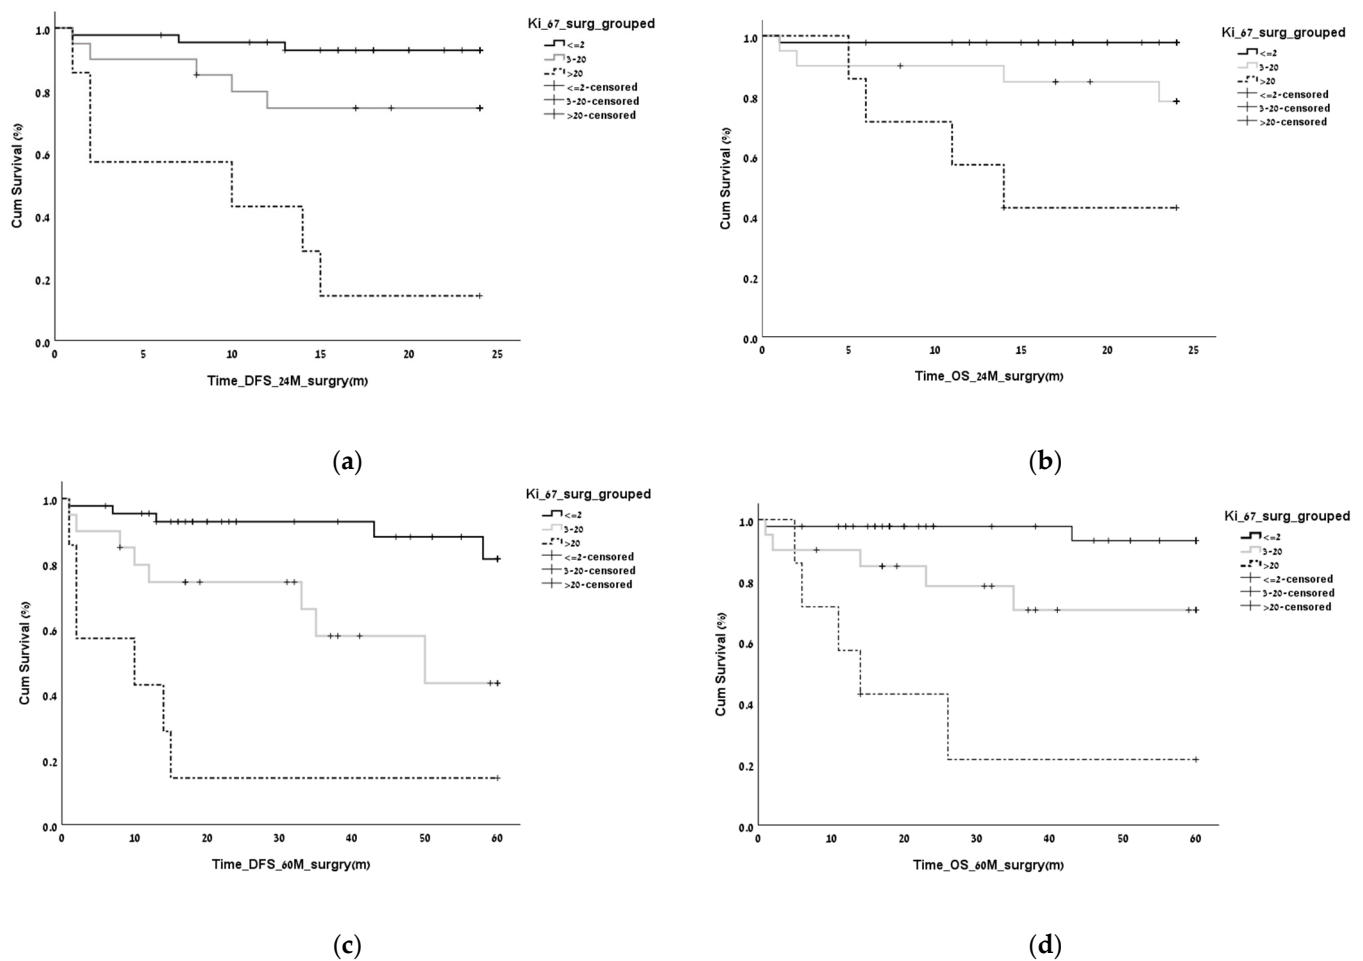 Ki_67_surg_grouped
<=2
3-20
>20
<=2-censored
3-20-censored
>20-censored
1.0
0.8
0.6
0.4
0.2
0.0
Cum Survival (%)
0 5 10 15 20 25
Time_DFS_24M_surgry(m)
(a)
Ki_67_surg_grouped
<=2
3-20
>20
<=2-censored
3-20-censored
>20-censored
1.0
0.8
0.6
0.4
0.2
0.0
Cum Survival (%)
0 5 10 15 20 25
Time_OS_24M_surgry(m)
(b)
Ki_67_surg_grouped
<=2
3-20
>20
<=2-censored
3-20-censored
>20-censored
1.0
0.8
0.6
0.4
0.2
0.0
Cum Survival (%)
0 10 20 30 40 50 60
Time_DFS_60M_surgry(m)
(c)
Ki_67_surg_grouped
<=2
3-20
>20
<=2-censored
3-20-censored
>20-censored
1.0
0.8
0.6
0.4
0.2
0.0
Cum Survival (%)
0 10 20 30 40 50 60
Time_OS_60M_surgry(m)
(d)